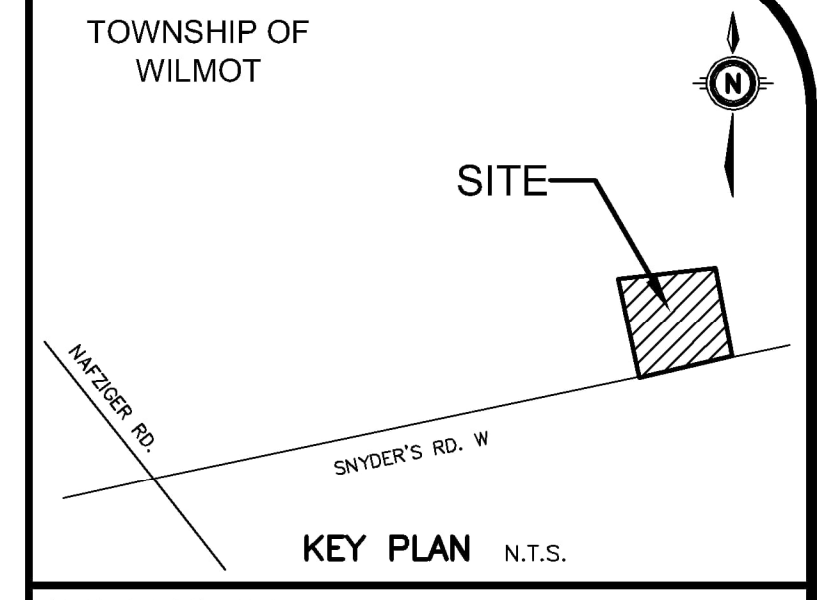 TOWNSHIP OF
WILMOT
N
SITE
NAFZIGER RD.
SNYDER'S RD. W
KEY PLAN N.T.S.